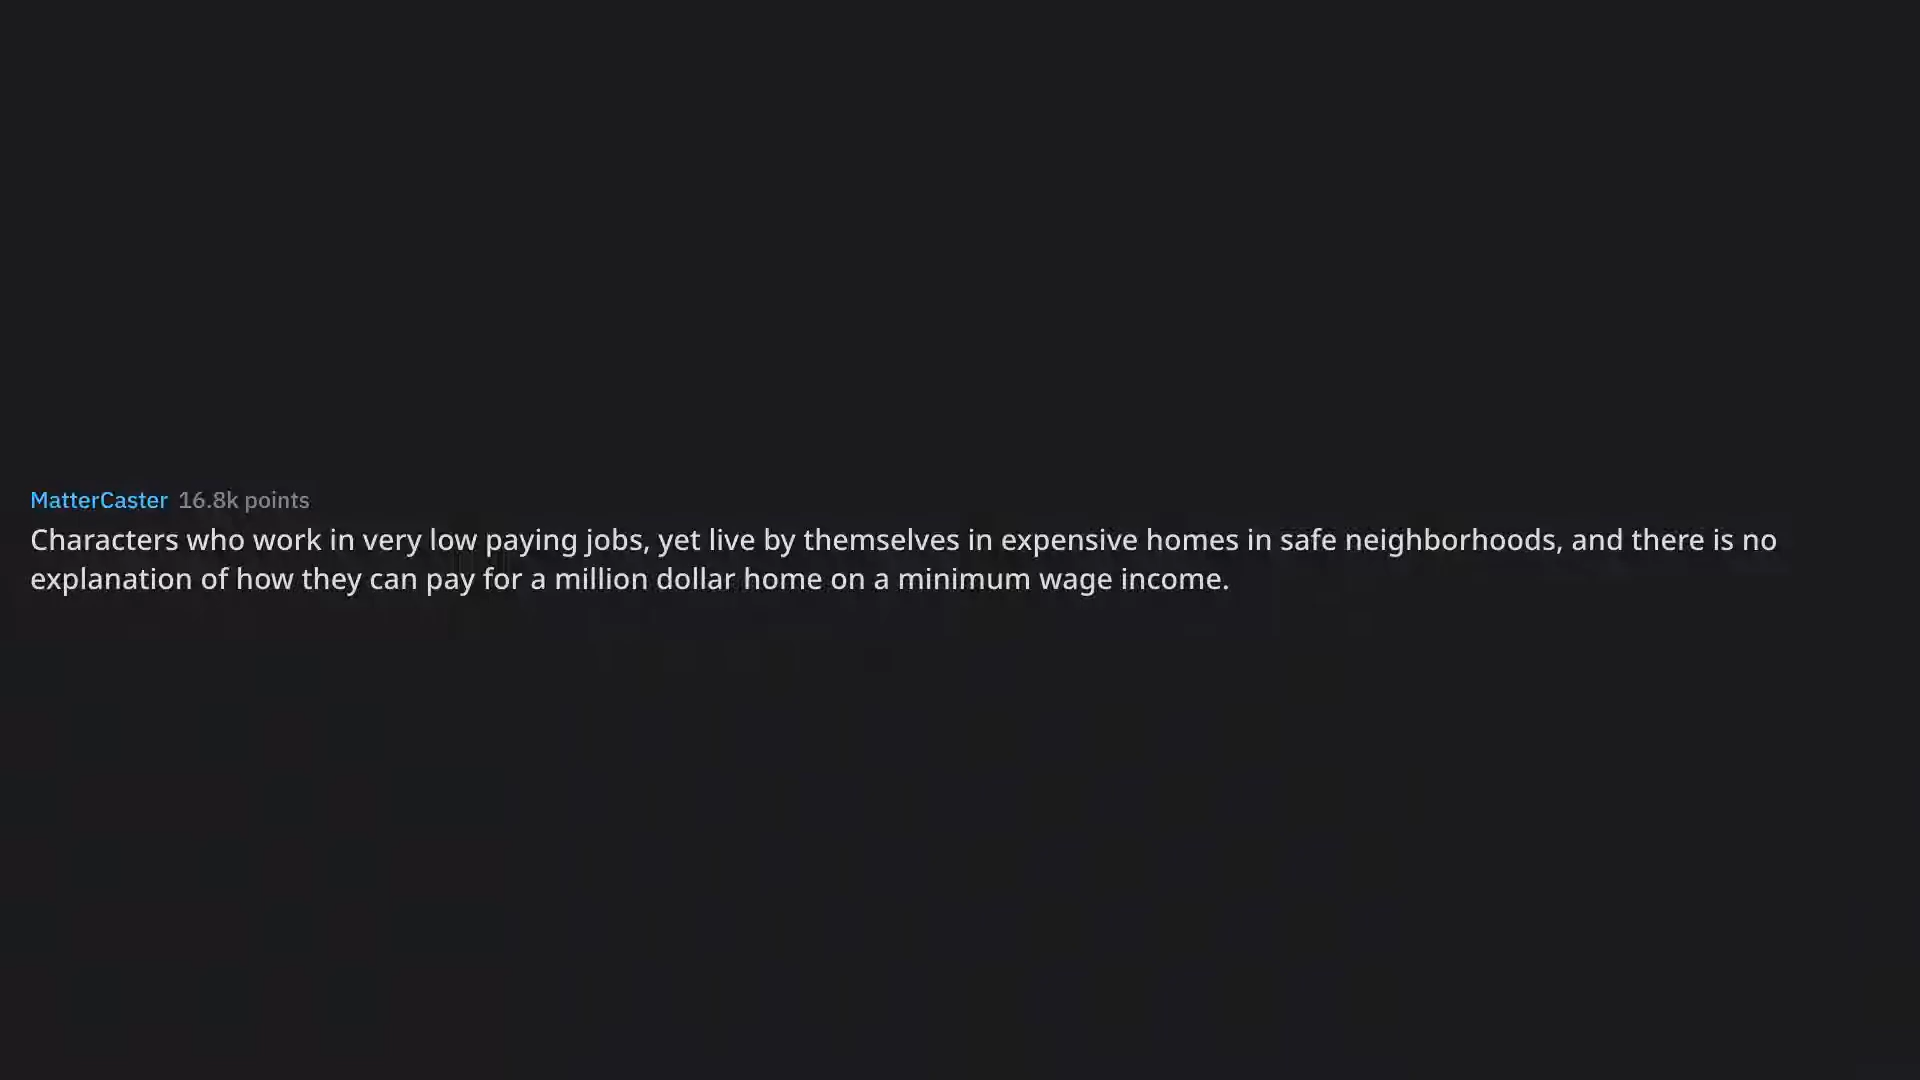 MatterCaster 16.8k points
Characters who work in very low paying jobs, yet live by themselves in expensive homes in safe neighborhoods, and there is no
explanation of how they can pay for a million dollar home on a minimum wage income.